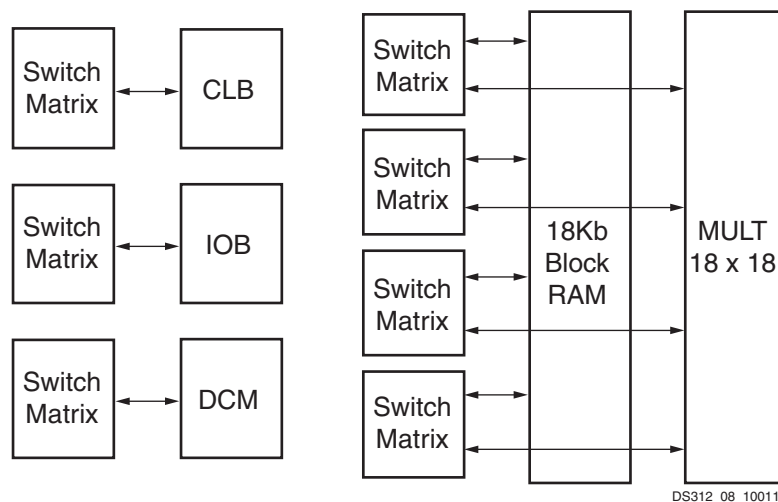 Switch
Matrix
CLB
Switch
Matrix
IOB
Switch
Matrix
DCM
Switch
Matrix
Switch
Matrix
Switch
Matrix
Switch
Matrix
18Kb
Block
RAM
MULT
18 x 18
DS312_08_10011